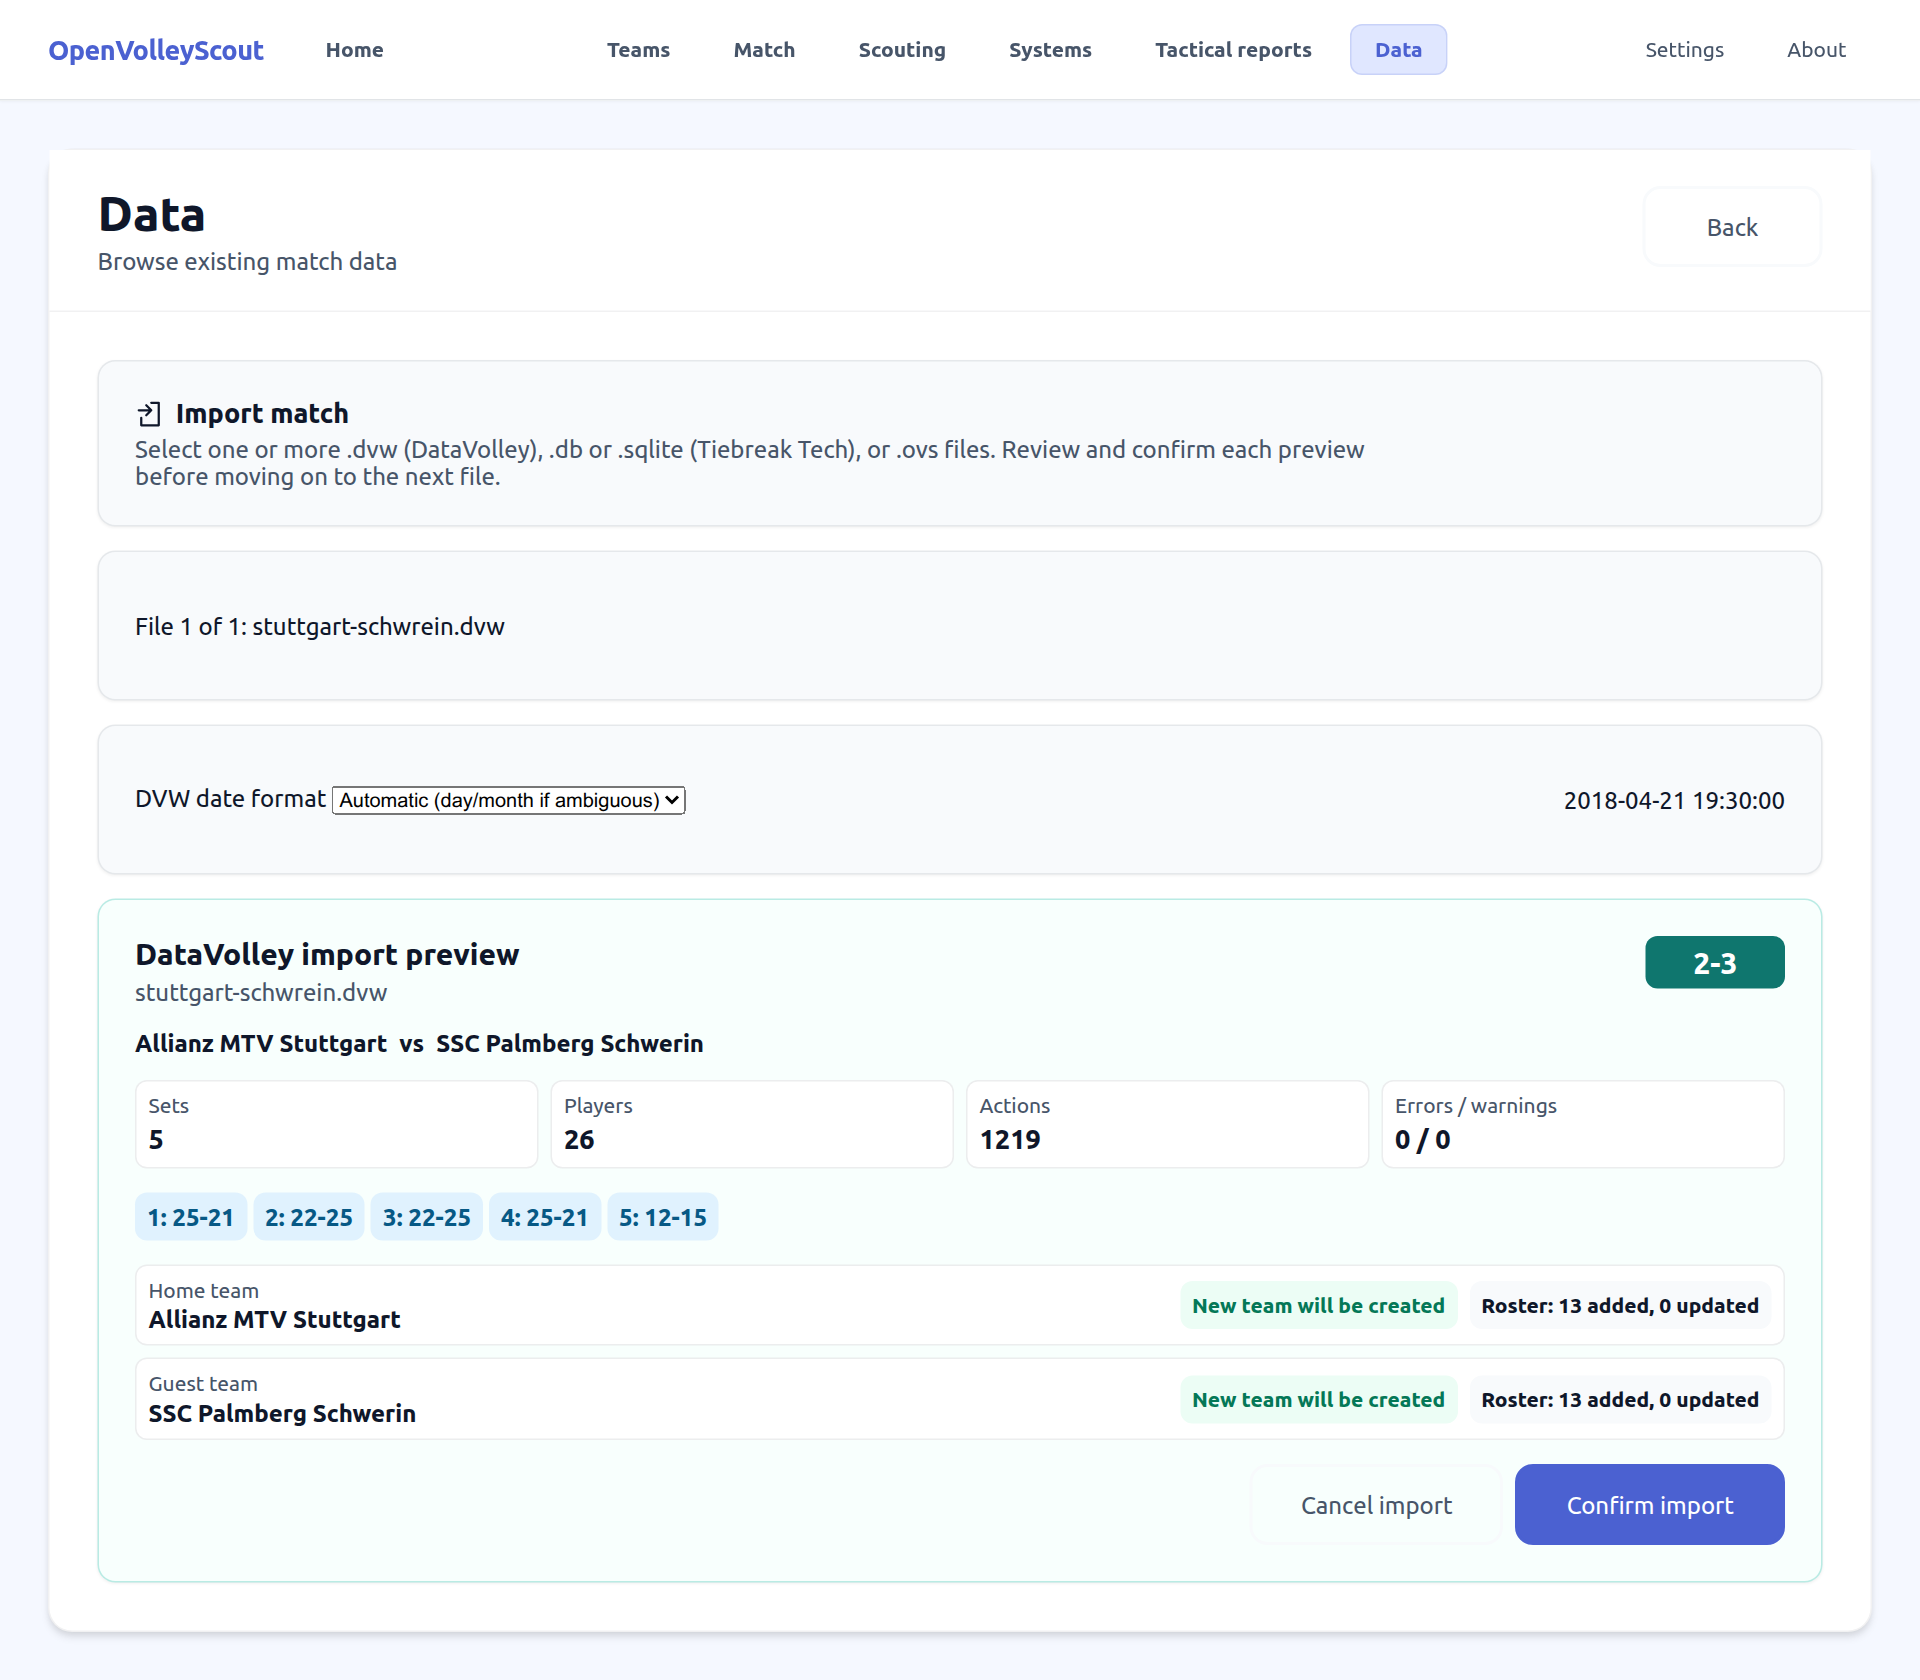 OpenVolleyScout Home Teams Match Scouting Systems Tactical reports Data Settings About
Data
Back
Browse existing match data
Import match
Select one or more .dvw (DataVolley), .db or .sqlite (Tiebreak Tech), or .ovs files. Review and confirm each preview
before moving on to the next file.
File 1 of 1: stuttgart-schwrein.dvw
DVW date format Automatic (day/month if ambiguous) 2018-04-21 19:30:00
DataVolley import preview
2-3
stuttgart-schwrein.dvw
Allianz MTV Stuttgart vs SSC Palmberg Schwerin
Sets
5
Players
26
Actions
1219
Errors / warnings
0 / 0
1: 25-21 2: 22-25 3: 22-25 4: 25-21 5: 12-15
Home team
Allianz MTV Stuttgart
New team will be created Roster: 13 added, 0 updated
Guest team
SSC Palmberg Schwerin
New team will be created Roster: 13 added, 0 updated
Cancel import Confirm import